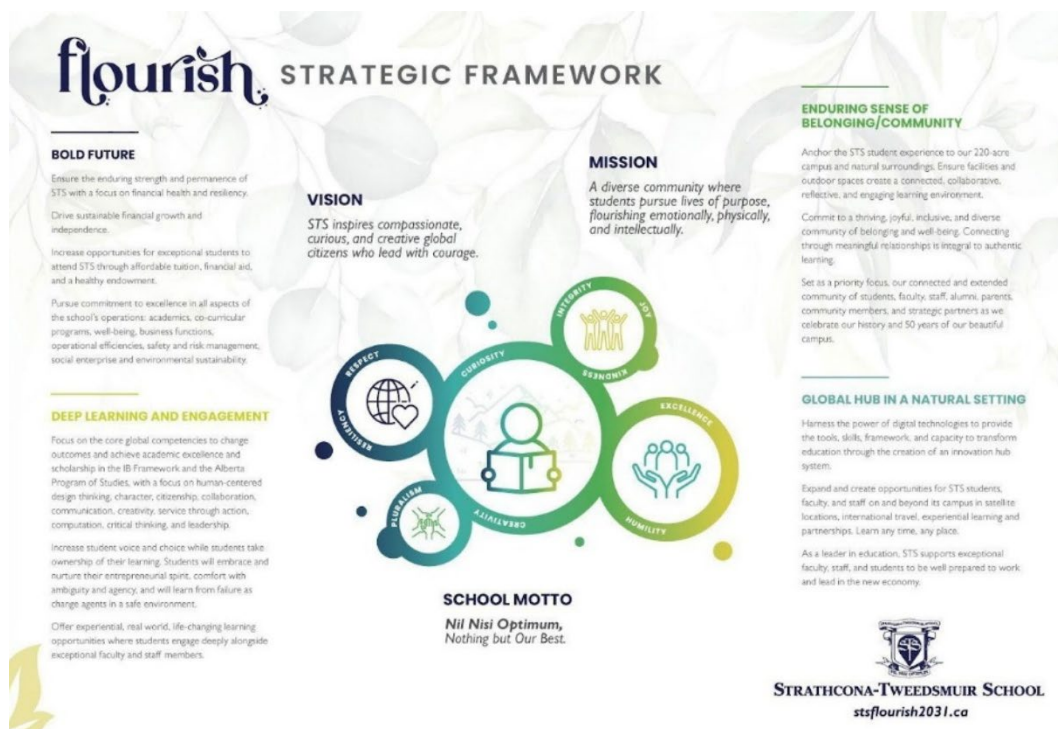 flourish STRATEGIC FRAMEWORK
BOLD FUTURE
Ensure the enduring strength and permanence of
STS with a focus on financial health and resiliency.
Drive sustainable financial growth and
independence.
Increase opportunities for exceptional students to
attend STS through affordable tuition, financial aid,
and a healthy endowment.
Pursue commitment to excellence in all aspects of
the school's operations: academics, co-curricular
programs, well-being, business functions,
operational efficiencies, safety and risk management,
social enterprise and environmental sustainability.
DEEP LEARNING AND ENGAGEMENT
Focus on the core global competencies to change
outcomes and achieve academic excellence and
scholarship in the IB Framework and the Alberta
Program of Studies, with a focus on human-centered
design thinking, character, citizenship, collaboration,
communication, creativity, service through action,
computation, critical thinking, and leadership.
Increase student voice and choice while students take
ownership of their learning. Students will embrace and
nurture their entrepreneurial spirit, comfort with
ambiguity and agency, and will learn from failure as
change agents in a safe environment.
Offer experiential, real world, life-changing learning
opportunities where students engage deeply alongside
exceptional faculty and staff members.
VISION
STS inspires compassionate,
curious, and creative global
citizens who lead with courage.
MISSION
A diverse community where
students pursue lives of purpose,
flourishing emotionally, physically,
and intellectually.
RESPECT
RESILIENCY
CURIOSITY
CREATIVITY
INTEGRITY
JOY
KINDNESS
EXCELLENCE
HUMILITY
PLURALISM
SCHOOL MOTTO
Nil Nisi Optimum,
Nothing but Our Best.
ENDURING SENSE OF
BELONGING/COMMUNITY
Anchor the STS student experience to our 220-acre
campus and natural surroundings. Ensure facilities and
outdoor spaces create a connected, collaborative,
reflective, and engaging learning environment.
Commit to a thriving, joyful, inclusive, and diverse
community of belonging and well-being. Connecting
through meaningful relationships is integral to authentic
learning.
Set as a priority focus, our connected and extended
community of students, faculty, staff, alumni, parents,
community members, and strategic partners as we
celebrate our history and 50 years of our beautiful
campus.
GLOBAL HUB IN A NATURAL SETTING
Harness the power of digital technologies to provide
the tools, skills, framework, and capacity to transform
education through the creation of an innovation hub
system.
Expand and create opportunities for STS students,
faculty, and staff on and beyond its campus in satellite
locations, international travel, experiential learning and
partnerships. Learn any time, any place.
As a leader in education, STS supports exceptional
faculty, staff, and students to be well prepared to work
and lead in the new economy.
STRATHCONA-TWEEDSMUIR SCHOOL
stsflourish2031.ca